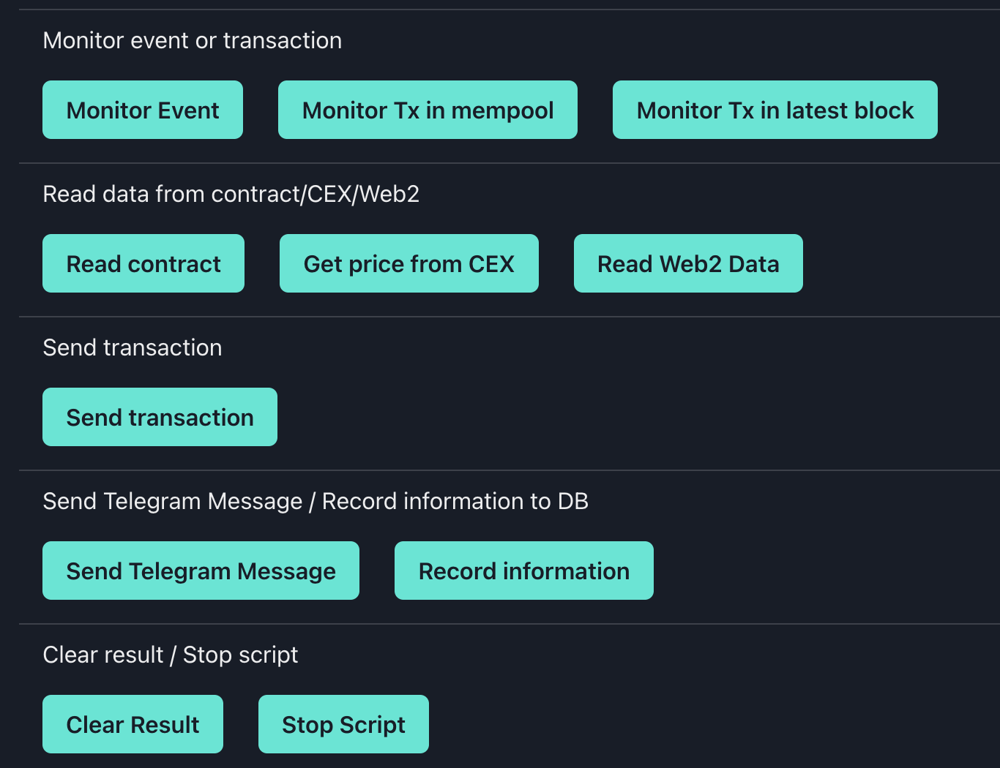 Monitor event or transaction
Monitor Event
Monitor Tx in mempool
Monitor Tx in latest block
Read data from contract/CEX/Web2
Read contract
Get price from CEX
Read Web2 Data
Send transaction
Send transaction
Send Telegram Message / Record information to DB
Send Telegram Message
Record information
Clear result / Stop script
Clear Result
Stop Script